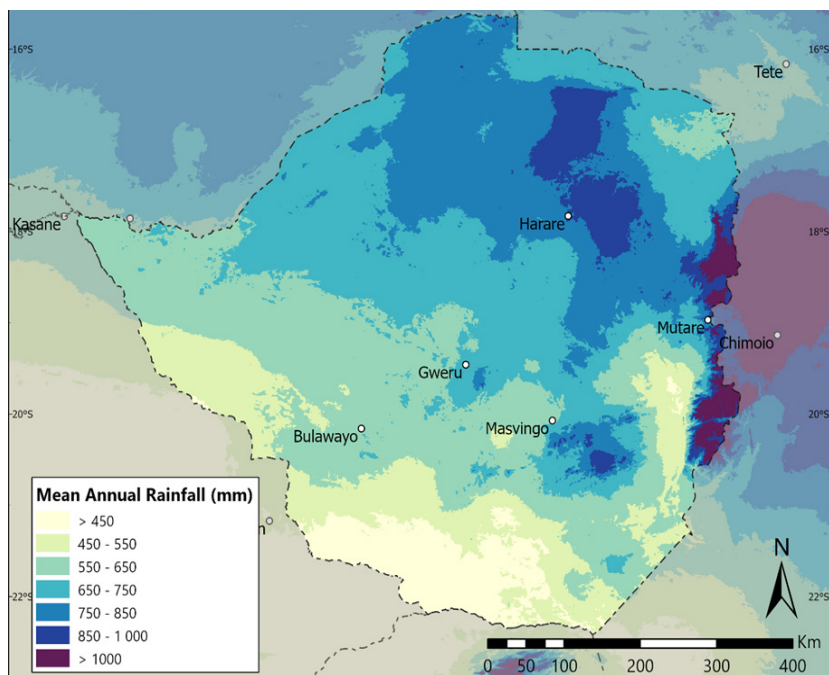 16°S
16°S
Tete
Kasane
18°S
Harare
18°S
Mutare
Chimoio
Gweru
20°S
Masvingo
20°S
Bulawayo
Mean Annual Rainfall (mm)
> 450
450 - 550
550 - 650
650 - 750
750 - 850
850 - 1 000
> 1000
N
22°S
22°S
Km
0 50 100 200 300 400